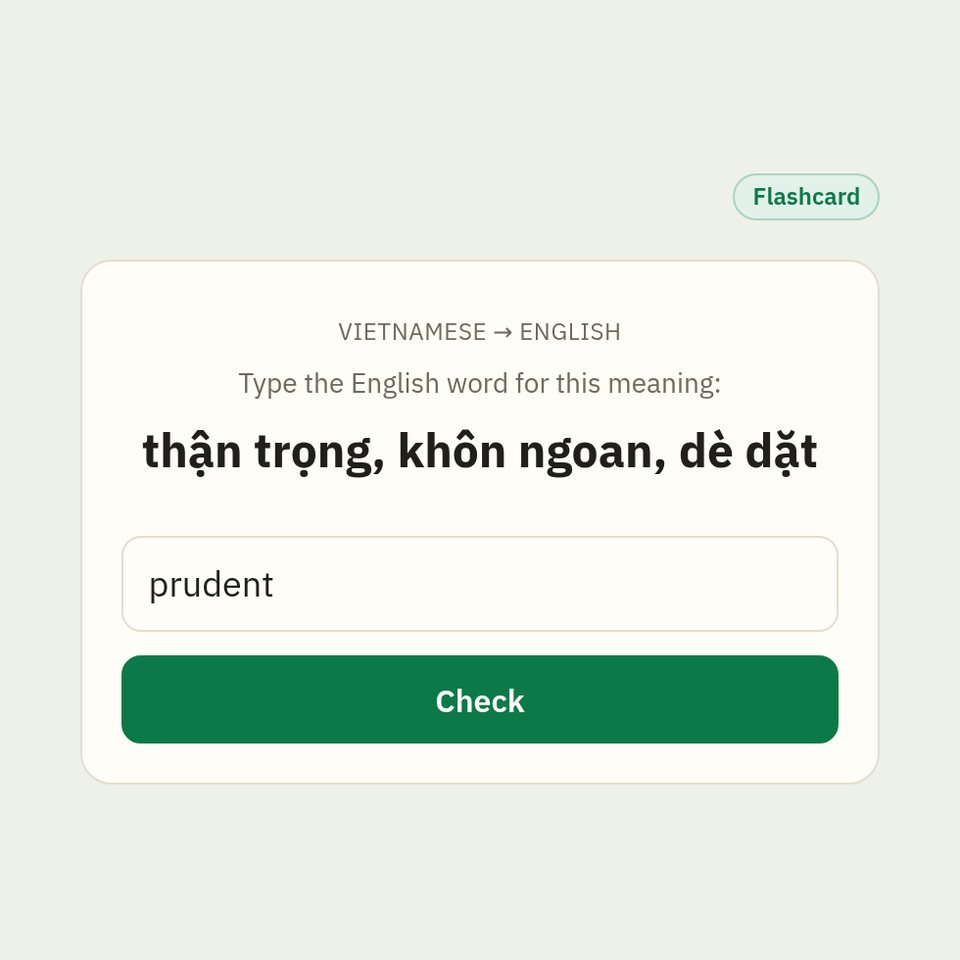 Flashcard
VIETNAMESE → ENGLISH
Type the English word for this meaning:
thận trọng, khôn ngoan, dè dặt
prudent
Check